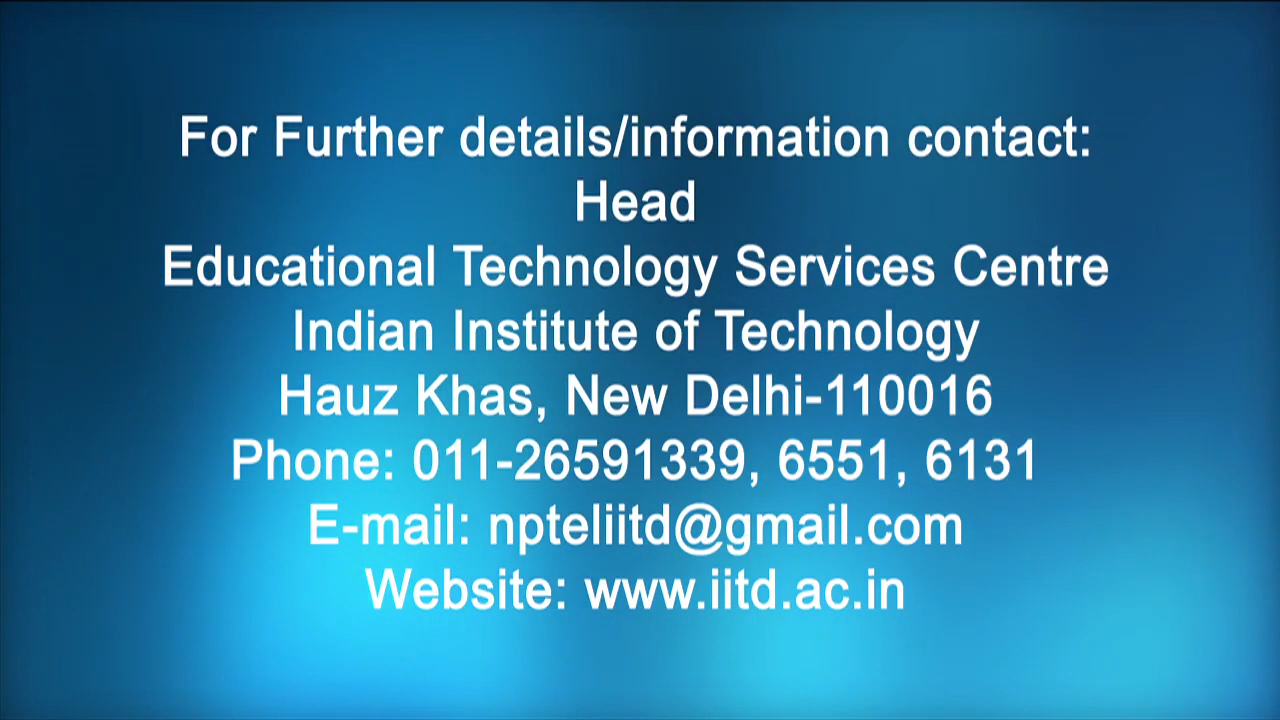 For Further details/information contact:
Head
Educational Technology Services Centre
Indian Institute of Technology
Hauz Khas, New Delhi-110016
Phone: 011-26591339, 6551, 6131
E-mail: npteliitd@gmail.com
Website: www.iitd.ac.in